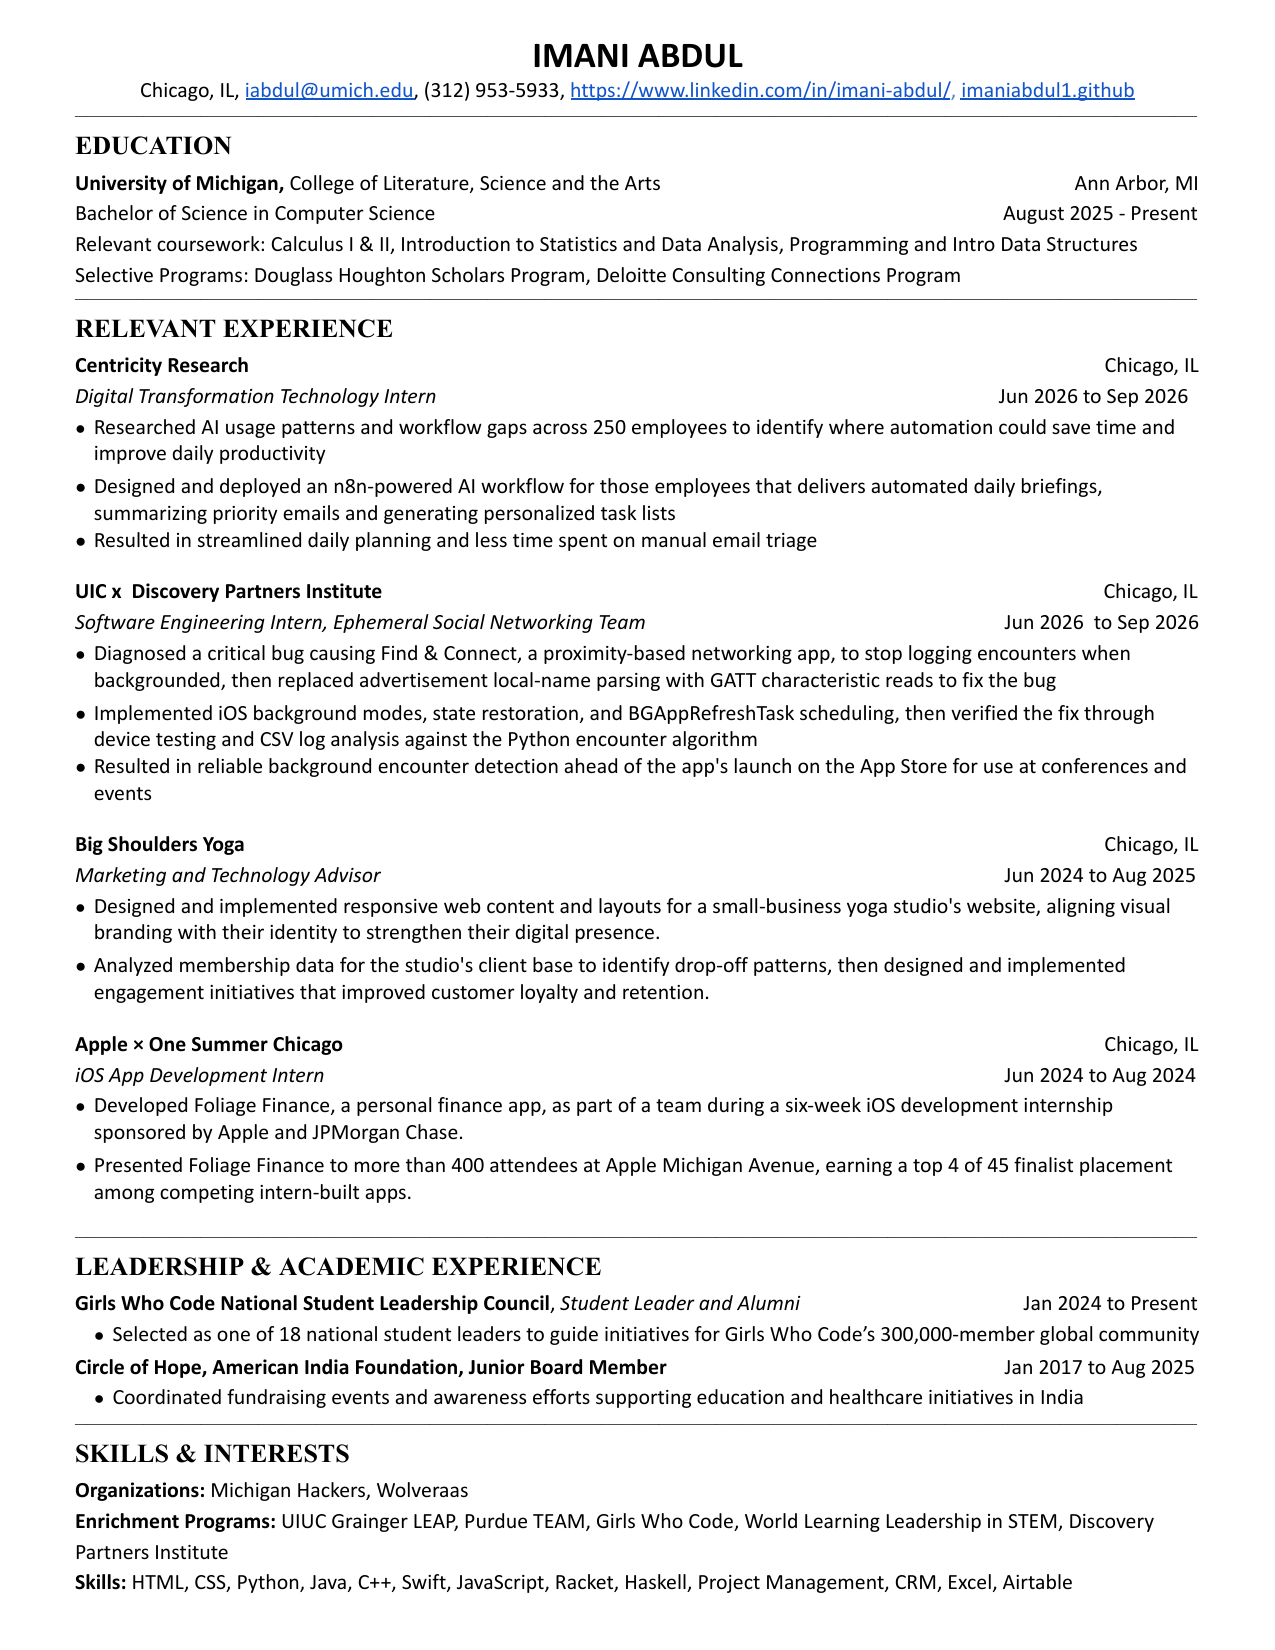 IMANI ABDUL
Chicago, IL, iabdul@umich.edu, (312) 953-5933, https://www.linkedin.com/in/imani-abdul/, imaniabdul1.github
EDUCATION
University of Michigan, College of Literature, Science and the Arts Ann Arbor, MI
Bachelor of Science in Computer Science August 2025 - Present
Relevant coursework: Calculus I & II, Introduction to Statistics and Data Analysis, Programming and Intro Data Structures
Selective Programs: Douglass Houghton Scholars Program, Deloitte Consulting Connections Program
RELEVANT EXPERIENCE
Centricity Research Chicago, IL
Digital Transformation Technology Intern Jun 2026 to Sep 2026
● Researched AI usage patterns and workflow gaps across 250 employees to identify where automation could save time and
improve daily productivity
● Designed and deployed an n8n-powered AI workflow for those employees that delivers automated daily briefings,
summarizing priority emails and generating personalized task lists
● Resulted in streamlined daily planning and less time spent on manual email triage
UIC x Discovery Partners Institute Chicago, IL
Software Engineering Intern, Ephemeral Social Networking Team Jun 2026 to Sep 2026
● Diagnosed a critical bug causing Find & Connect, a proximity-based networking app, to stop logging encounters when
backgrounded, then replaced advertisement local-name parsing with GATT characteristic reads to fix the bug
● Implemented iOS background modes, state restoration, and BGAppRefreshTask scheduling, then verified the fix through
device testing and CSV log analysis against the Python encounter algorithm
● Resulted in reliable background encounter detection ahead of the app's launch on the App Store for use at conferences and
events
Big Shoulders Yoga Chicago, IL
Marketing and Technology Advisor Jun 2024 to Aug 2025
● Designed and implemented responsive web content and layouts for a small-business yoga studio's website, aligning visual
branding with their identity to strengthen their digital presence.
● Analyzed membership data for the studio's client base to identify drop-off patterns, then designed and implemented
engagement initiatives that improved customer loyalty and retention.
Apple × One Summer Chicago Chicago, IL
iOS App Development Intern Jun 2024 to Aug 2024
● Developed Foliage Finance, a personal finance app, as part of a team during a six-week iOS development internship
sponsored by Apple and JPMorgan Chase.
● Presented Foliage Finance to more than 400 attendees at Apple Michigan Avenue, earning a top 4 of 45 finalist placement
among competing intern-built apps.
LEADERSHIP & ACADEMIC EXPERIENCE
Girls Who Code National Student Leadership Council, Student Leader and Alumni Jan 2024 to Present
● Selected as one of 18 national student leaders to guide initiatives for Girls Who Code’s 300,000-member global community
Circle of Hope, American India Foundation, Junior Board Member Jan 2017 to Aug 2025
● Coordinated fundraising events and awareness efforts supporting education and healthcare initiatives in India
SKILLS & INTERESTS
Organizations: Michigan Hackers, Wolveraas
Enrichment Programs: UIUC Grainger LEAP, Purdue TEAM, Girls Who Code, World Learning Leadership in STEM, Discovery
Partners Institute
Skills: HTML, CSS, Python, Java, C++, Swift, JavaScript, Racket, Haskell, Project Management, CRM, Excel, Airtable